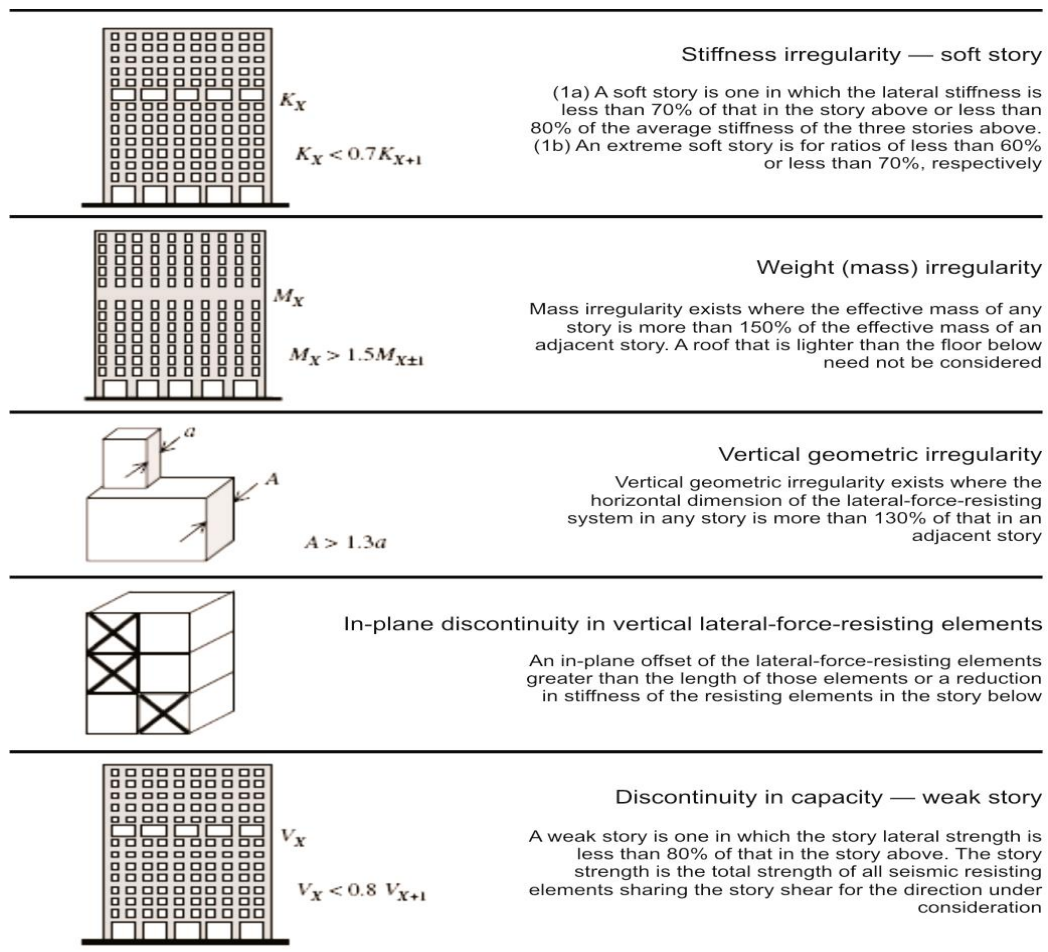 Stiffness irregularity — soft story
K_X
(1a) A soft story is one in which the lateral stiffness is
less than 70% of that in the story above or less than
80% of the average stiffness of the three stories above.
(1b) An extreme soft story is for ratios of less than 60%
or less than 70%, respectively
K_X < 0.7K_{X+1}
Weight (mass) irregularity
M_X
Mass irregularity exists where the effective mass of any
story is more than 150% of the effective mass of an
adjacent story. A roof that is lighter than the floor below
need not be considered
M_X > 1.5M_{X±1}
a
A
A > 1.3a
Vertical geometric irregularity
Vertical geometric irregularity exists where the
horizontal dimension of the lateral-force-resisting
system in any story is more than 130% of that in an
adjacent story
In-plane discontinuity in vertical lateral-force-resisting elements
An in-plane offset of the lateral-force-resisting elements
greater than the length of those elements or a reduction
in stiffness of the resisting elements in the story below
Discontinuity in capacity — weak story
V_X
A weak story is one in which the story lateral strength is
less than 80% of that in the story above. The story
strength is the total strength of all seismic resisting
elements sharing the story shear for the direction under
consideration
V_X < 0.8 V_{X+1}